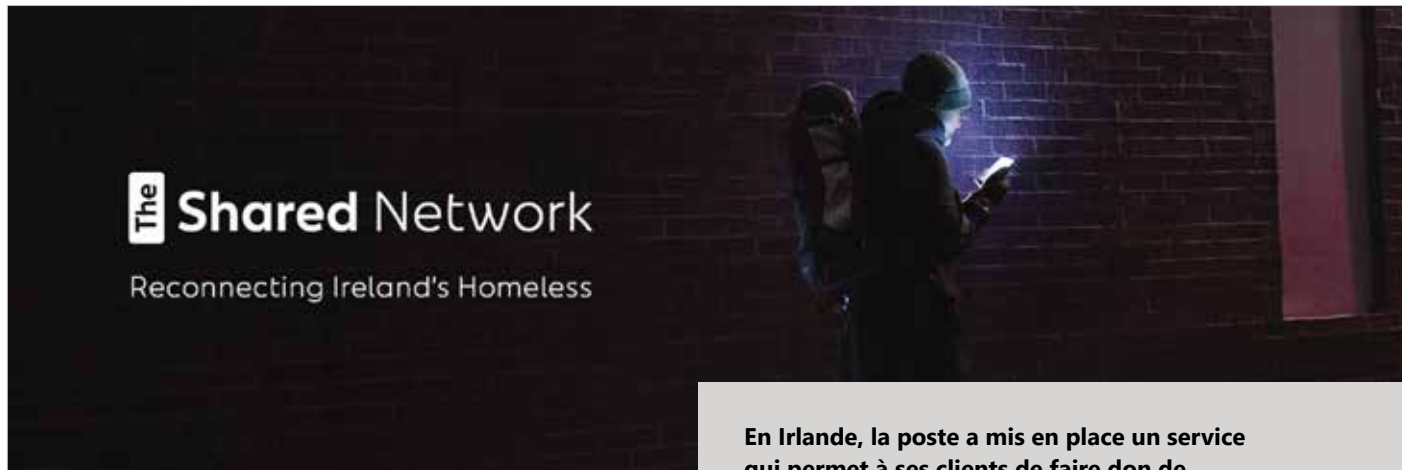 The Shared Network
Reconnecting Ireland's Homeless
En Irlande, la poste a mis en place un service
qui permet à ses clients de faire don de